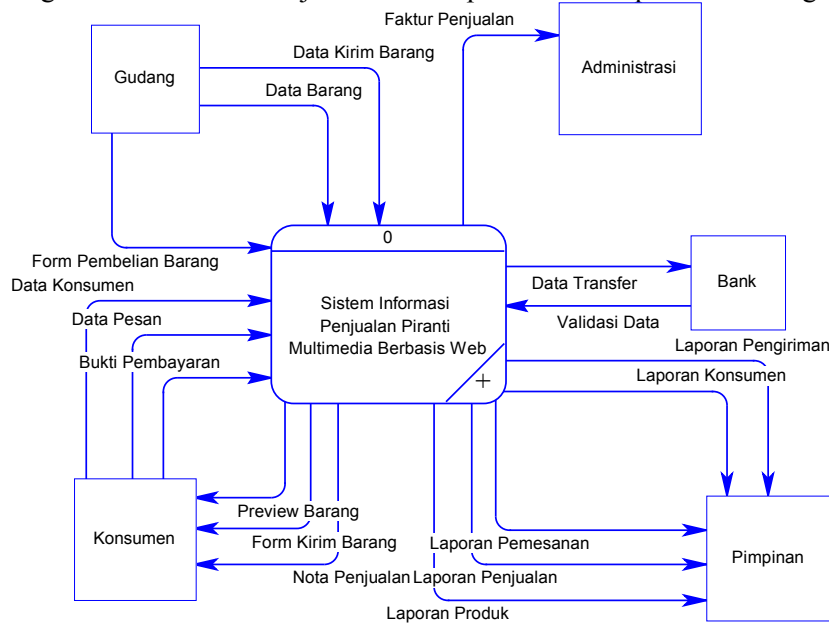 Faktur Penjualan
Data Kirim Barang
Gudang
Administrasi
Data Barang
0
Form Pembelian Barang
Data Konsumen
Data Transfer
Bank
Sistem Informasi
Penjualan Piranti
Multimedia Berbasis Web
Data Pesan
Validasi Data
Bukti Pembayaran
Laporan Pengiriman
Laporan Konsumen
+
Preview Barang
Konsumen
Form Kirim Barang
Laporan Pemesanan
Pimpinan
Nota Penjualan
Laporan Penjualan
Laporan Produk